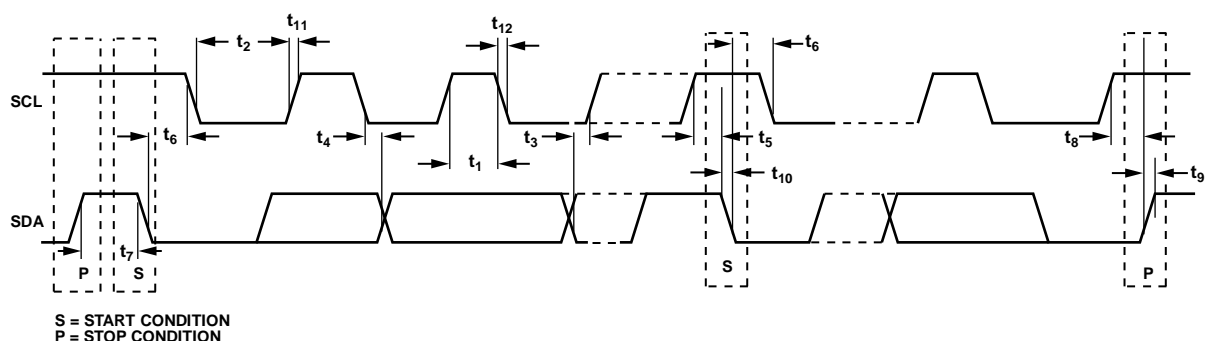 t11
t12
t2
t6
SCL
t6
t4
t1
t3
t5
t8
t10
t9
SDA
t7
P
S
S
P
S = START CONDITION
P = STOP CONDITION